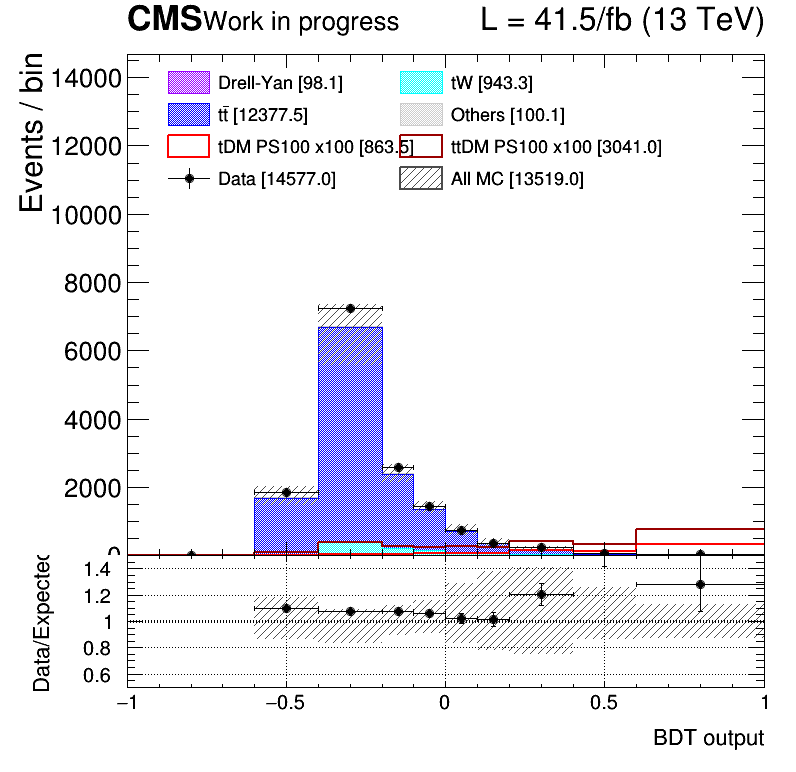 CMS Work in progress L = 41.5/fb (13 TeV)
Events / bin
14000
12000
10000
8000
6000
4000
2000
0
Drell-Yan [98.1] tW [943.3]
tt̄ [12377.5] Others [100.1]
tDM PS100 x100 [863.5] ttDM PS100 x100 [3041.0]
Data [14577.0] All MC [13519.0]
Data/Expected
1.4
1.2
1
0.8
0.6
−1 −0.5 0 0.5 1
BDT output